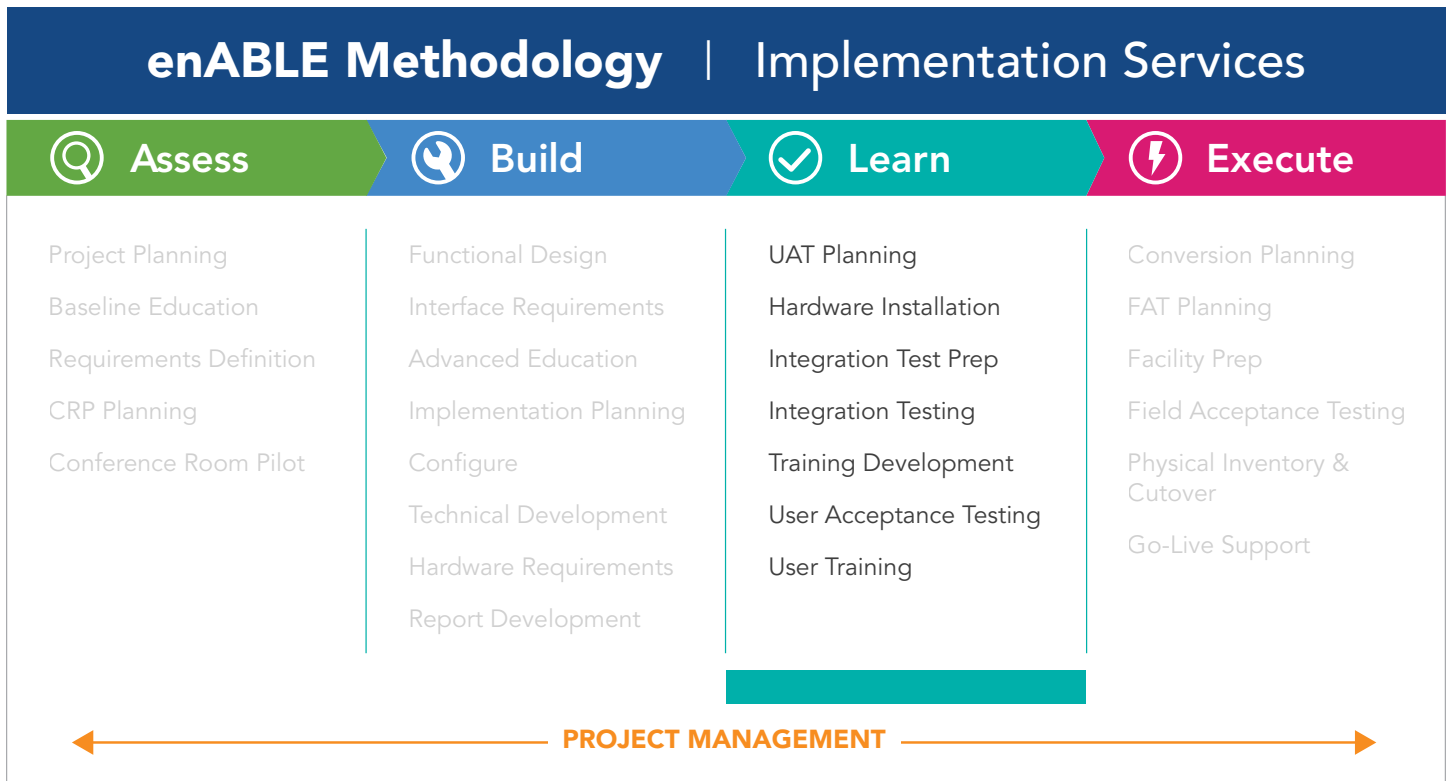 enABLE Methodology | Implementation Services
Assess
Project Planning
Baseline Education
Requirements Definition
CRP Planning
Conference Room Pilot
Build
Functional Design
Interface Requirements
Advanced Education
Implementation Planning
Configure
Technical Development
Hardware Requirements
Report Development
Learn
UAT Planning
Hardware Installation
Integration Test Prep
Integration Testing
Training Development
User Acceptance Testing
User Training
Execute
Conversion Planning
FAT Planning
Facility Prep
Field Acceptance Testing
Physical Inventory &
Cutover
Go-Live Support
PROJECT MANAGEMENT